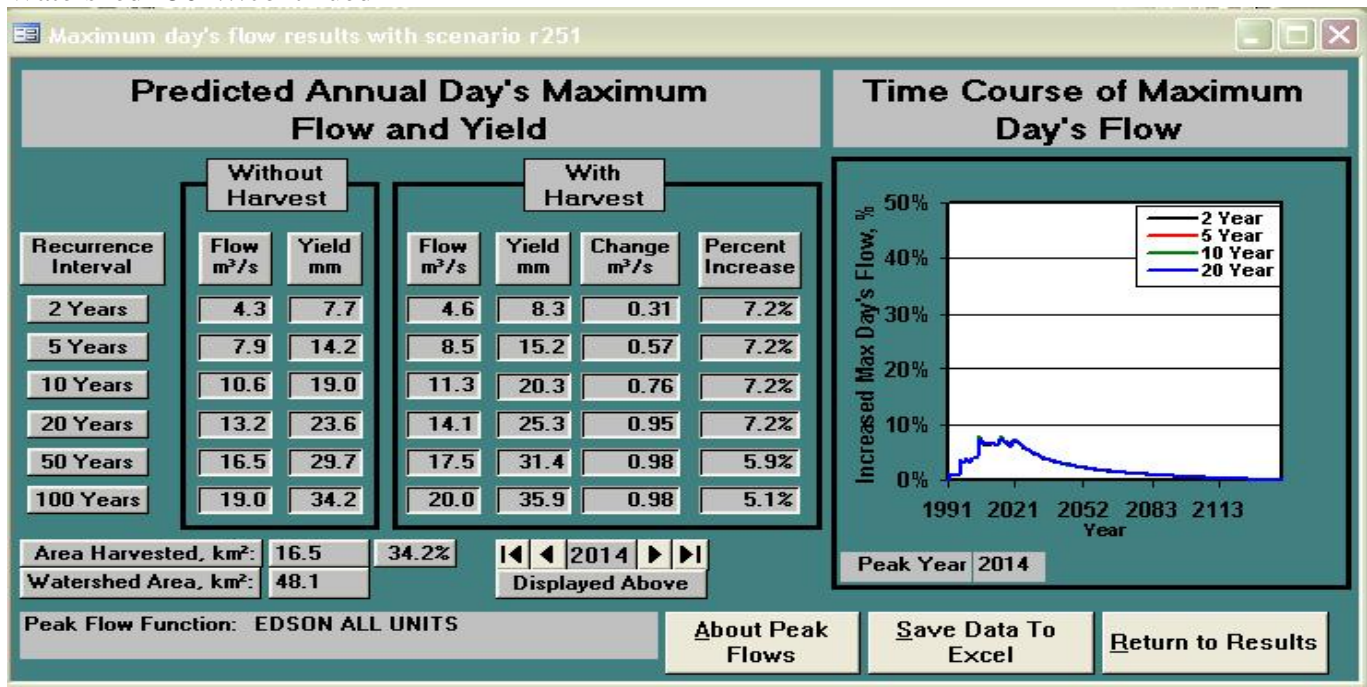 Maximum day's flow results with scenario r251
Predicted Annual Day's Maximum
Flow and Yield
Time Course of Maximum
Day's Flow
Without
Harvest
With
Harvest
Recurrence
Interval
Flow
m³/s
Yield
mm
Flow
m³/s
Yield
mm
Change
m³/s
Percent
Increase
2 Years 4.3 7.7 4.6 8.3 0.31 7.2%
5 Years 7.9 14.2 8.5 15.2 0.57 7.2%
10 Years 10.6 19.0 11.3 20.3 0.76 7.2%
20 Years 13.2 23.6 14.1 25.3 0.95 7.2%
50 Years 16.5 29.7 17.5 31.4 0.98 5.9%
100 Years 19.0 34.2 20.0 35.9 0.98 5.1%
Area Harvested, km²: 16.5 34.2%
Watershed Area, km²: 48.1
2014
Displayed Above
Increased Max Day's Flow, %
50%
40%
30%
20%
10%
0%
2 Year
5 Year
10 Year
20 Year
1991 2021 2052 2083 2113
Year
Peak Year 2014
Peak Flow Function: EDSON ALL UNITS
About Peak
Flows
Save Data To
Excel
Return to Results